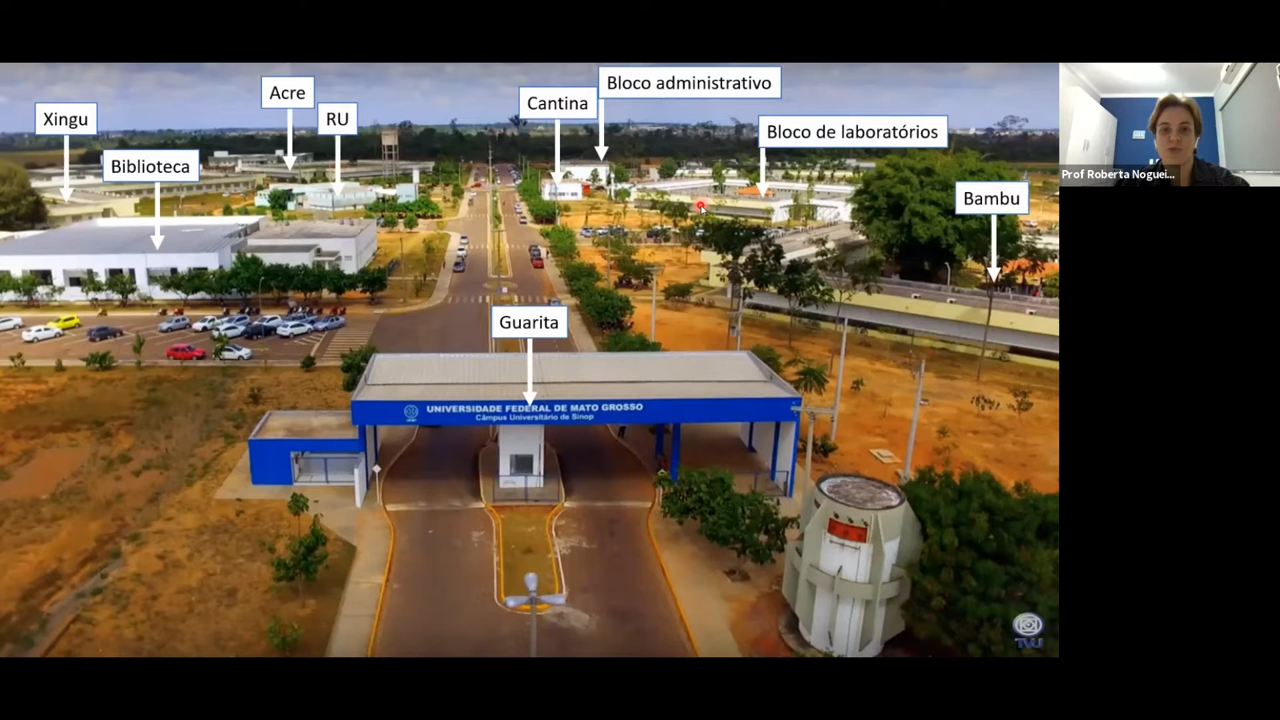 Bloco administrativo
Acre
Cantina
Xingu
RU
Bloco de laboratórios
Biblioteca
Prof Roberta Noguei...
Bambu
Guarita
UNIVERSIDADE FEDERAL DE MATO GROSSO
Câmpus Universitário de Sinop
TVU